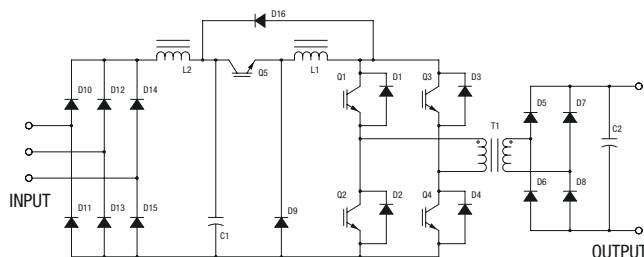 D16
L2
Q5
L1
Q1
D1
Q3
D3
D10
D12
D14
T1
D5
D7
C2
INPUT
D11
D13
D15
C1
D9
Q2
D2
Q4
D4
D6
D8
OUTPUT